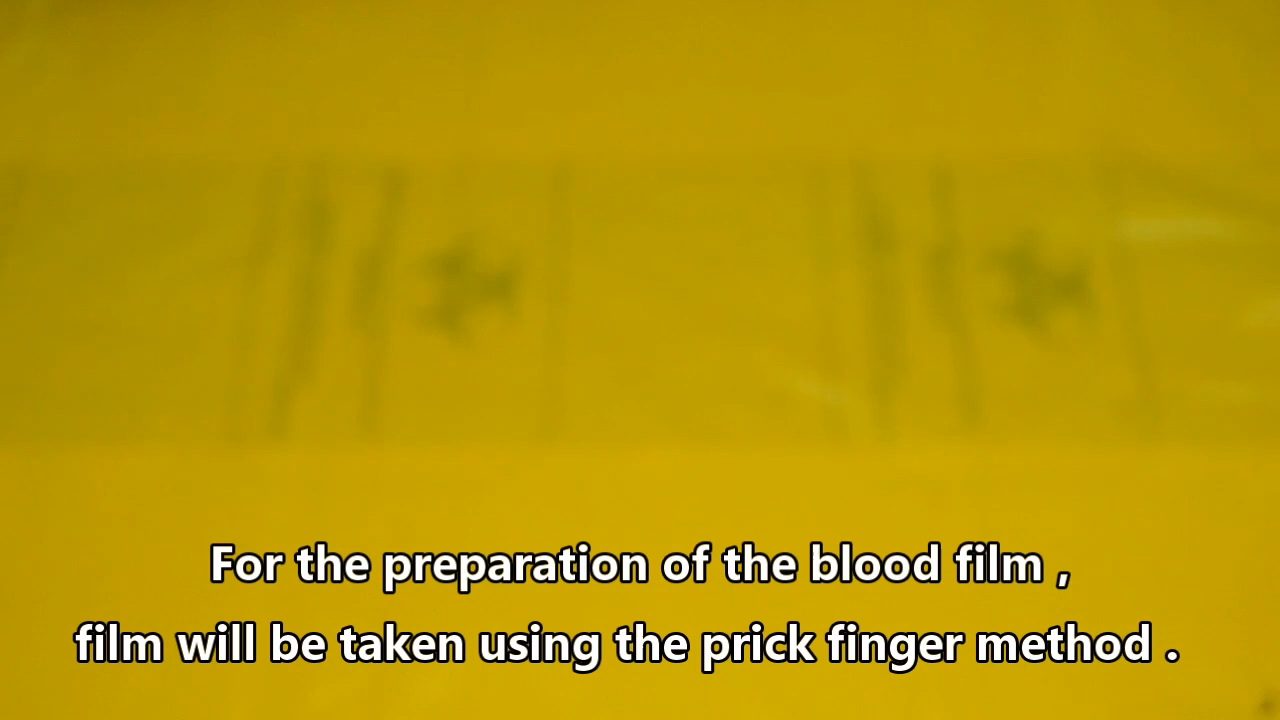 For the preparation of the blood film ,
film will be taken using the prick finger method .